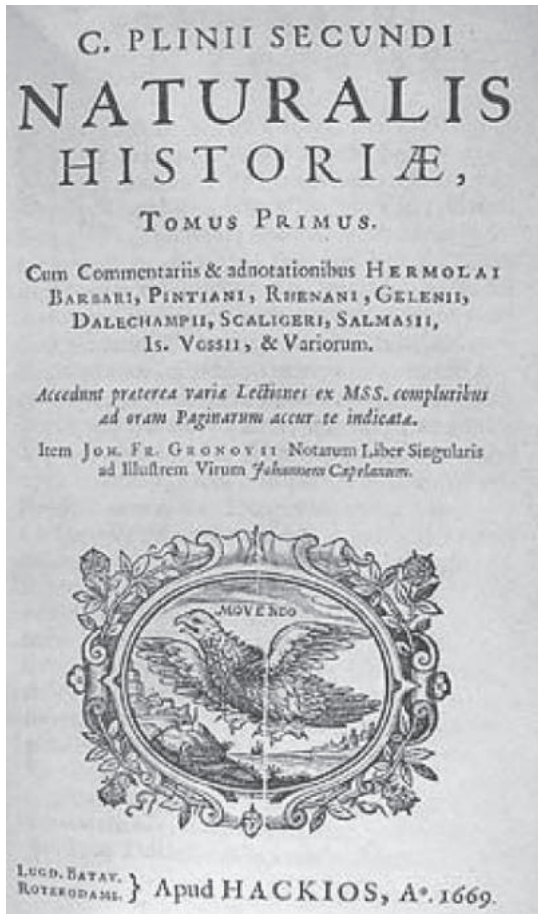 C. PLINII SECUNDI
NATURALIS
HISTORIÆ,
TOMUS PRIMUS.
Cum Commentariis & adnotationibus HERMOLAI
BARBARI, PINTIANI, RHENANI, GELENII,
DALECHAMPII, SCALIGERI, SALMASII,
Is. VOSSII, & Variorum.
Accedunt præterea variæ Lectiones ex MSS. compluribus
ad oram Paginarum accur te indicatæ.
Item JOH. FR. GRONOVII Notarum Liber Singularis
ad Illustrem Virum Johannem Capelanum.
MOVENDO
LUGD. BATAV.
ROTERODAMI. } Apud HACKIOS, A°. 1669.